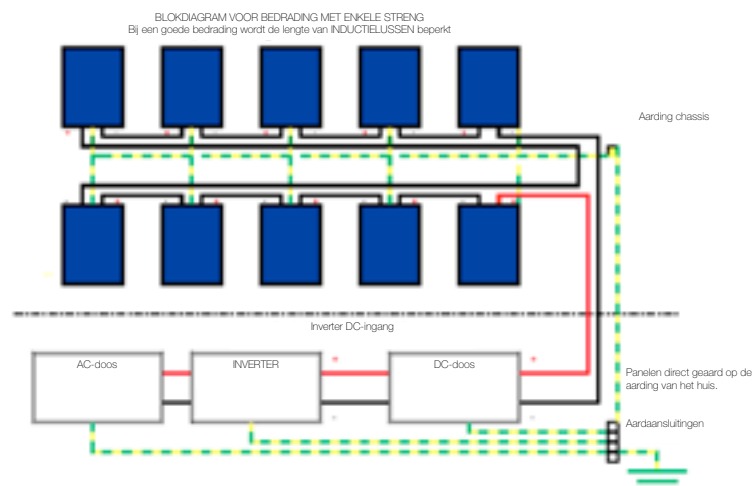 BLOKDIAGRAM VOOR BEDRADING MET ENKELE STRENG
Bij een goede bedrading wordt de lengte van INDUCTIELUSSEN beperkt
Aarding chassis
Inverter DC-ingang
AC-doos
INVERTER
DC-doos
Panelen direct geaard op de
aarding van het huis.
Aardaansluitingen